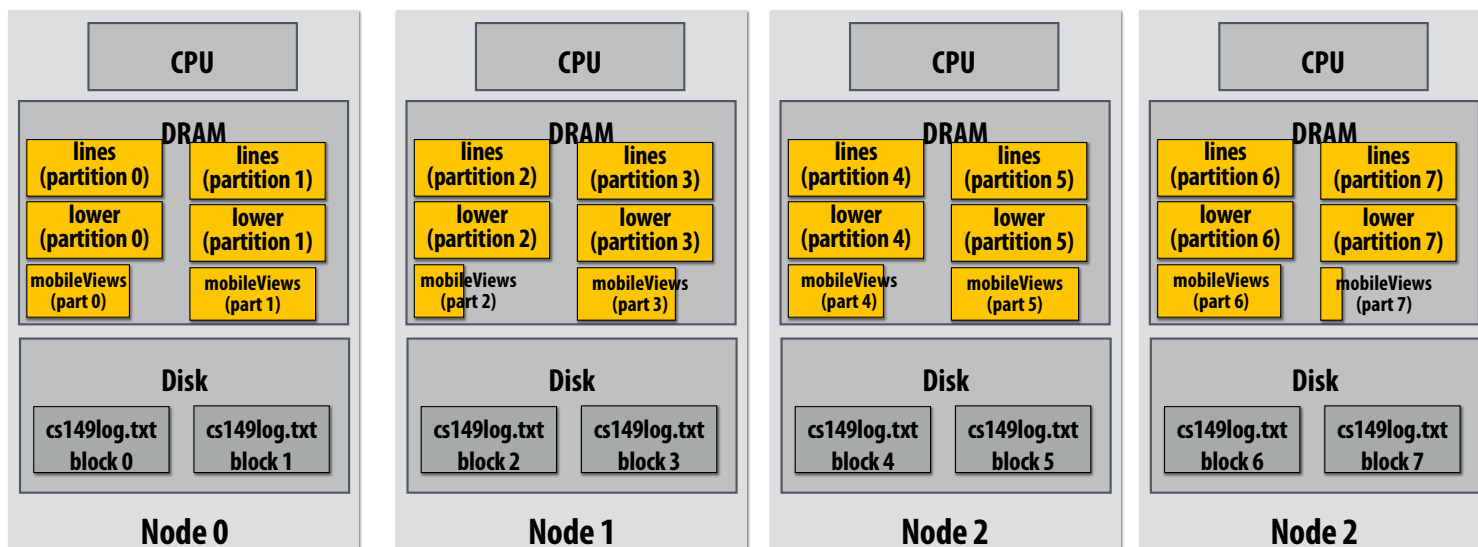 CPU
DRAM
lines
(partition 0)
lines
(partition 1)
lower
(partition 0)
lower
(partition 1)
mobileViews
(part 0)
mobileViews
(part 1)
Disk
cs149log.txt
block 0
cs149log.txt
block 1
Node 0
CPU
DRAM
lines
(partition 2)
lines
(partition 3)
lower
(partition 2)
lower
(partition 3)
mobileViews
(part 2)
mobileViews
(part 3)
Disk
cs149log.txt
block 2
cs149log.txt
block 3
Node 1
CPU
DRAM
lines
(partition 4)
lines
(partition 5)
lower
(partition 4)
lower
(partition 5)
mobileViews
(part 4)
mobileViews
(part 5)
Disk
cs149log.txt
block 4
cs149log.txt
block 5
Node 2
CPU
DRAM
lines
(partition 6)
lines
(partition 7)
lower
(partition 6)
lower
(partition 7)
mobileViews
(part 6)
mobileViews
(part 7)
Disk
cs149log.txt
block 6
cs149log.txt
block 7
Node 2